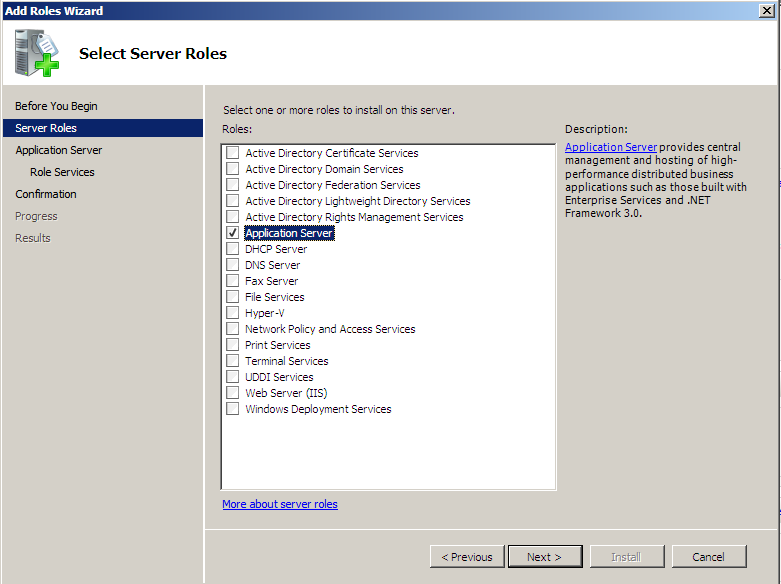 Add Roles Wizard
Select Server Roles
Before You Begin
Server Roles
Application Server
Role Services
Confirmation
Progress
Results
Select one or more roles to install on this server.
Roles:
Active Directory Certificate Services
Active Directory Domain Services
Active Directory Federation Services
Active Directory Lightweight Directory Services
Active Directory Rights Management Services
Application Server
DHCP Server
DNS Server
Fax Server
File Services
Hyper-V
Network Policy and Access Services
Print Services
Terminal Services
UDDI Services
Web Server (IIS)
Windows Deployment Services
More about server roles
Description:
Application Server provides central
management and hosting of high-
performance distributed business
applications such as those built with
Enterprise Services and .NET
Framework 3.0.
< Previous
Next >
Install
Cancel